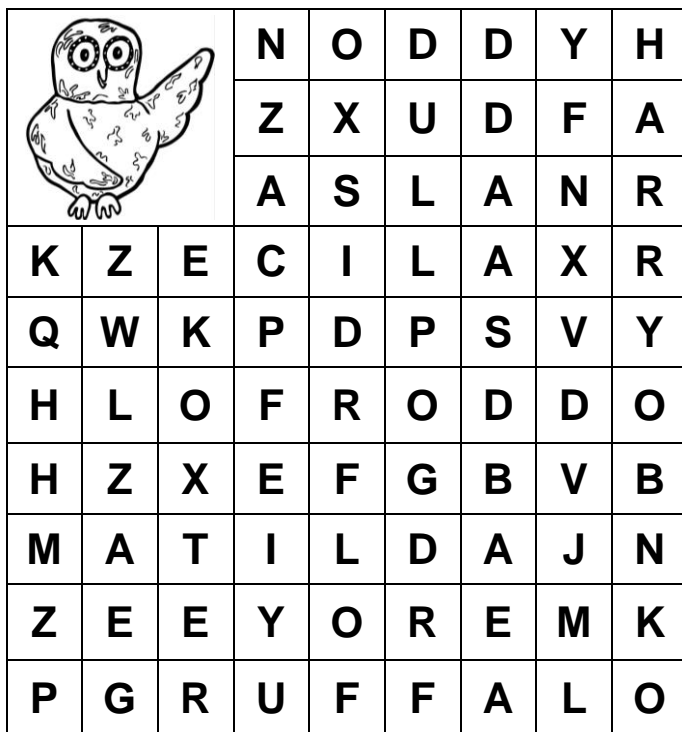 N O D D Y H
Z X U D F A
A S L A N R
K Z E C I L A X R
Q W K P D P S V Y
H L O F R O D D O
H Z X E F G B V B
M A T I L D A J N
Z E E Y O R E M K
P G R U F F A L O